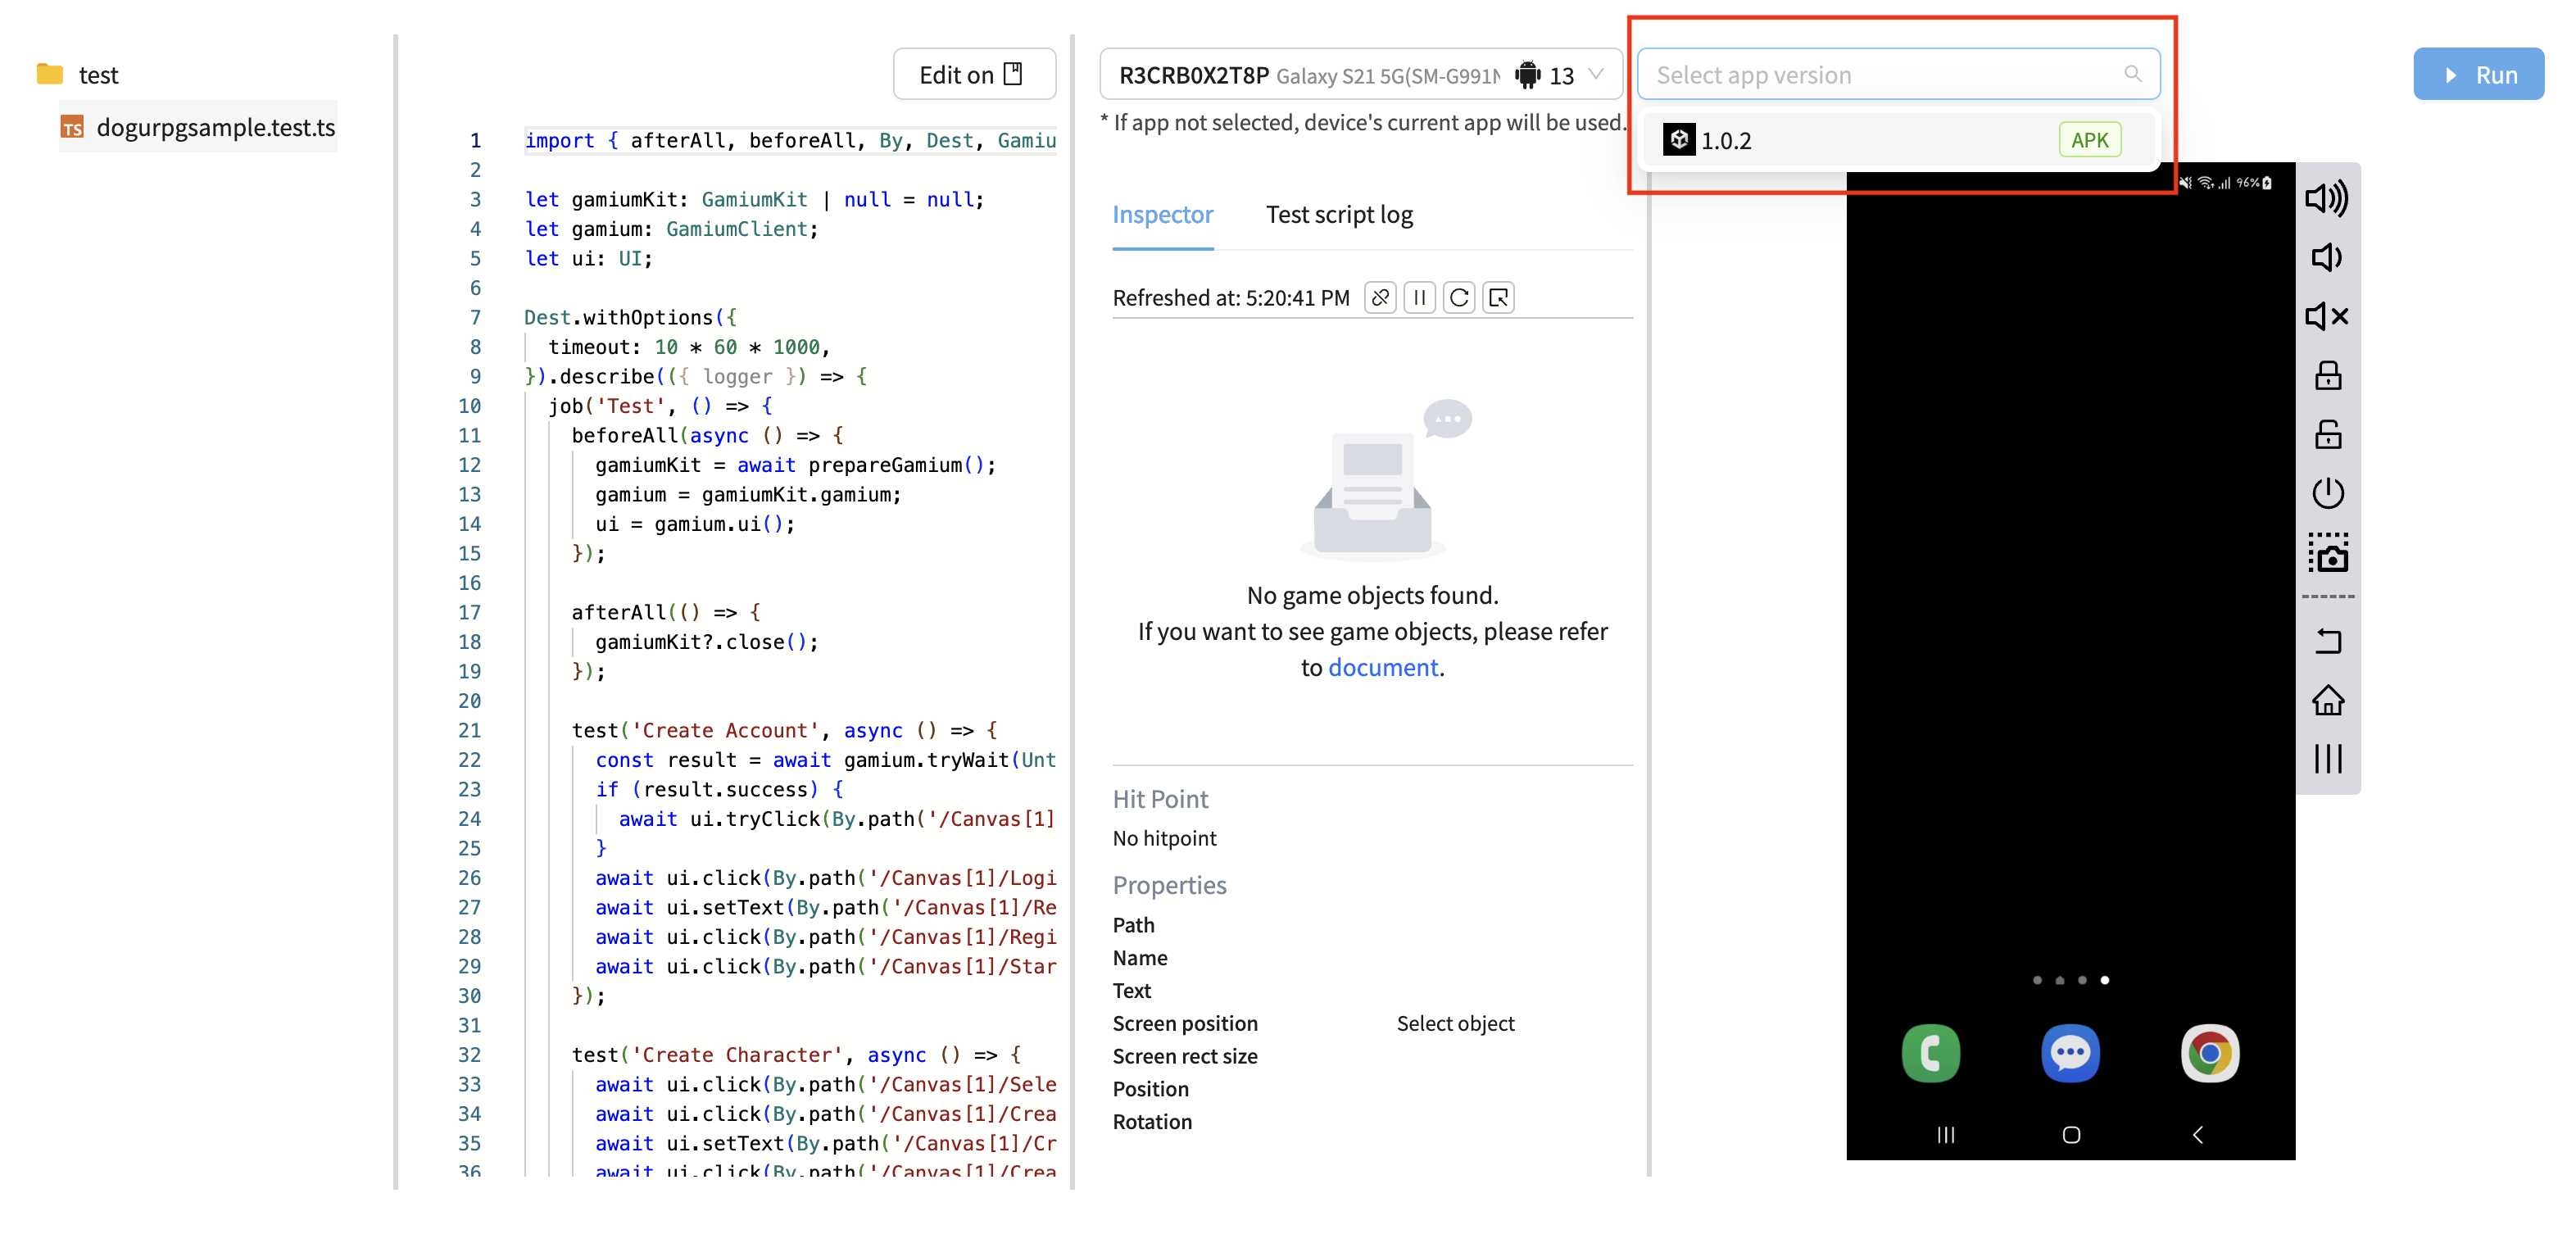 test
TS dogurpgsample.test.ts
Edit on
1 import { afterAll, beforeAll, By, Dest, Gamiu
2
3 let gamiumKit: GamiumKit | null = null;
4 let gamium: GamiumClient;
5 let ui: UI;
6
7 Dest.withOptions({
8 timeout: 10 * 60 * 1000,
9 }).describe(({ logger }) => {
10 job('Test', () => {
11 beforeAll(async () => {
12 gamiumKit = await prepareGamium();
13 gamium = gamiumKit.gamium;
14 ui = gamium.ui();
15 });
16
17 afterAll(() => {
18 gamiumKit?.close();
19 });
20
21 test('Create Account', async () => {
22 const result = await gamium.tryWait(Unt
23 if (result.success) {
24 await ui.tryClick(By.path('/Canvas[1]
25 }
26 await ui.click(By.path('/Canvas[1]/Logi
27 await ui.setText(By.path('/Canvas[1]/Re
28 await ui.click(By.path('/Canvas[1]/Regi
29 await ui.click(By.path('/Canvas[1]/Star
30 });
31
32 test('Create Character', async () => {
33 await ui.click(By.path('/Canvas[1]/Sele
34 await ui.click(By.path('/Canvas[1]/Crea
35 await ui.setText(By.path('/Canvas[1]/Cr
36 await ui.click(By.path('/Canvas[1]/Crea
R3CRB0X2T8P Galaxy S21 5G(SM-G991N 13
* If app not selected, device's current app will be used.
Inspector Test script log
Refreshed at: 5:20:41 PM
No game objects found.
If you want to see game objects, please refer
to document.
Hit Point
No hitpoint
Properties
Path
Name
Text
Screen position Select object
Screen rect size
Position
Rotation
Select app version
1.0.2 APK
Run
96%